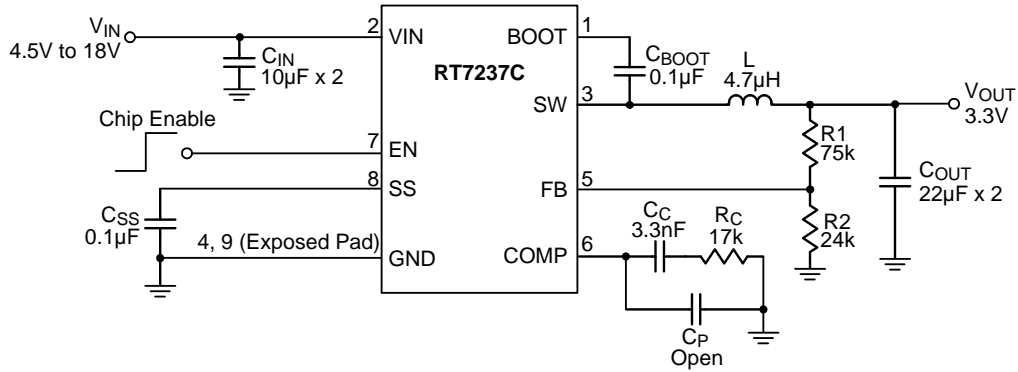 VIN
4.5V to 18V
CIN
10µF x 2
2
VIN
Chip Enable
7
EN
8
SS
CSS
0.1µF
4, 9 (Exposed Pad)
GND
RT7237C
BOOT
1
CBOOT
0.1µF
SW
3
L
4.7µH
VOUT
3.3V
R1
75k
FB
5
R2
24k
COUT
22µF x 2
COMP
6
CC
3.3nF
RC
17k
CP
Open